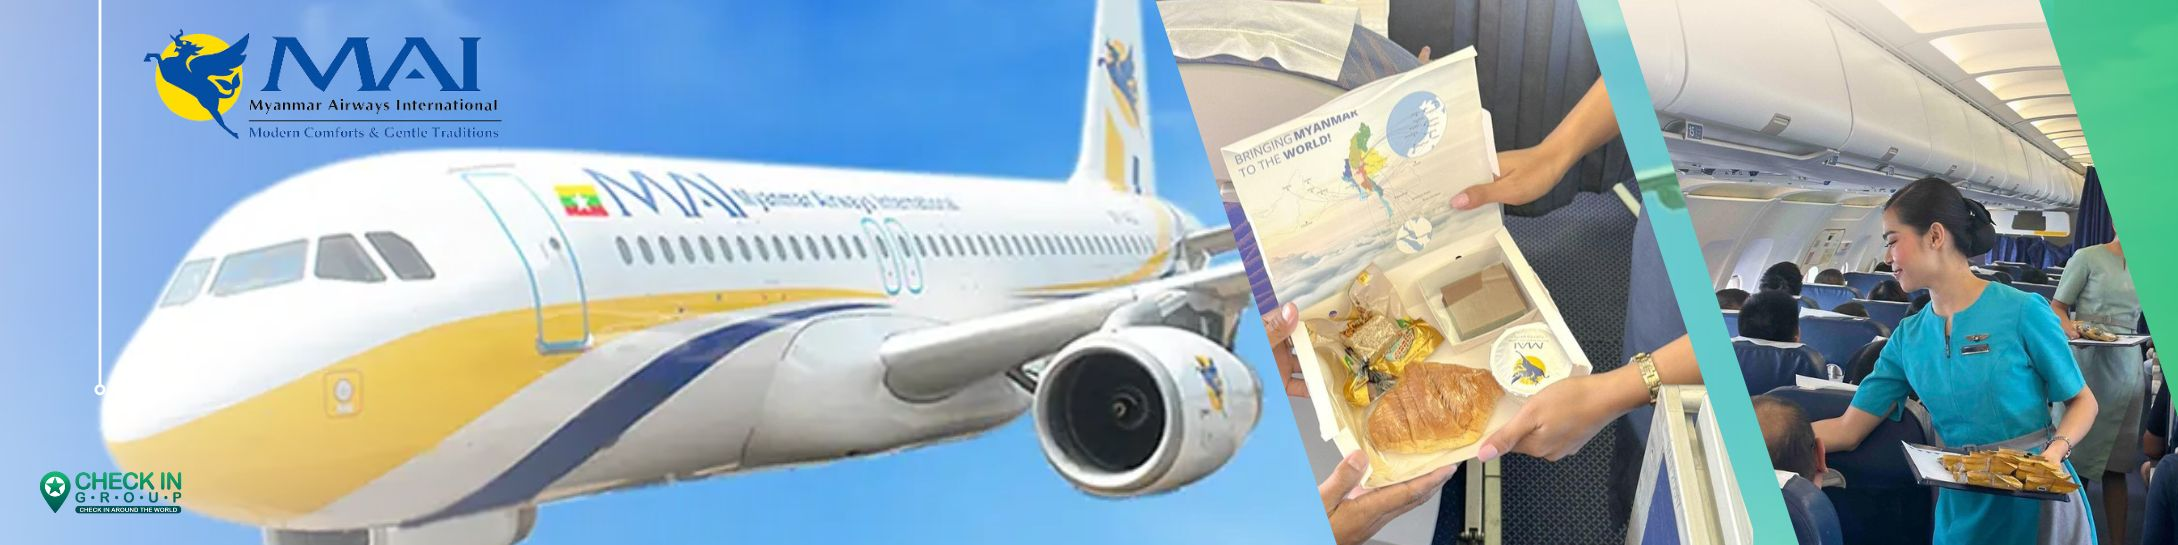 MAI
Myanmar Airways International
Modern Comforts & Gentle Traditions
MAI Myanmar Airways International
BRINGING MYANMAR
TO THE WORLD!
MAI
15
CHECK IN
G·R·O·U·P
CHECK IN AROUND THE WORLD